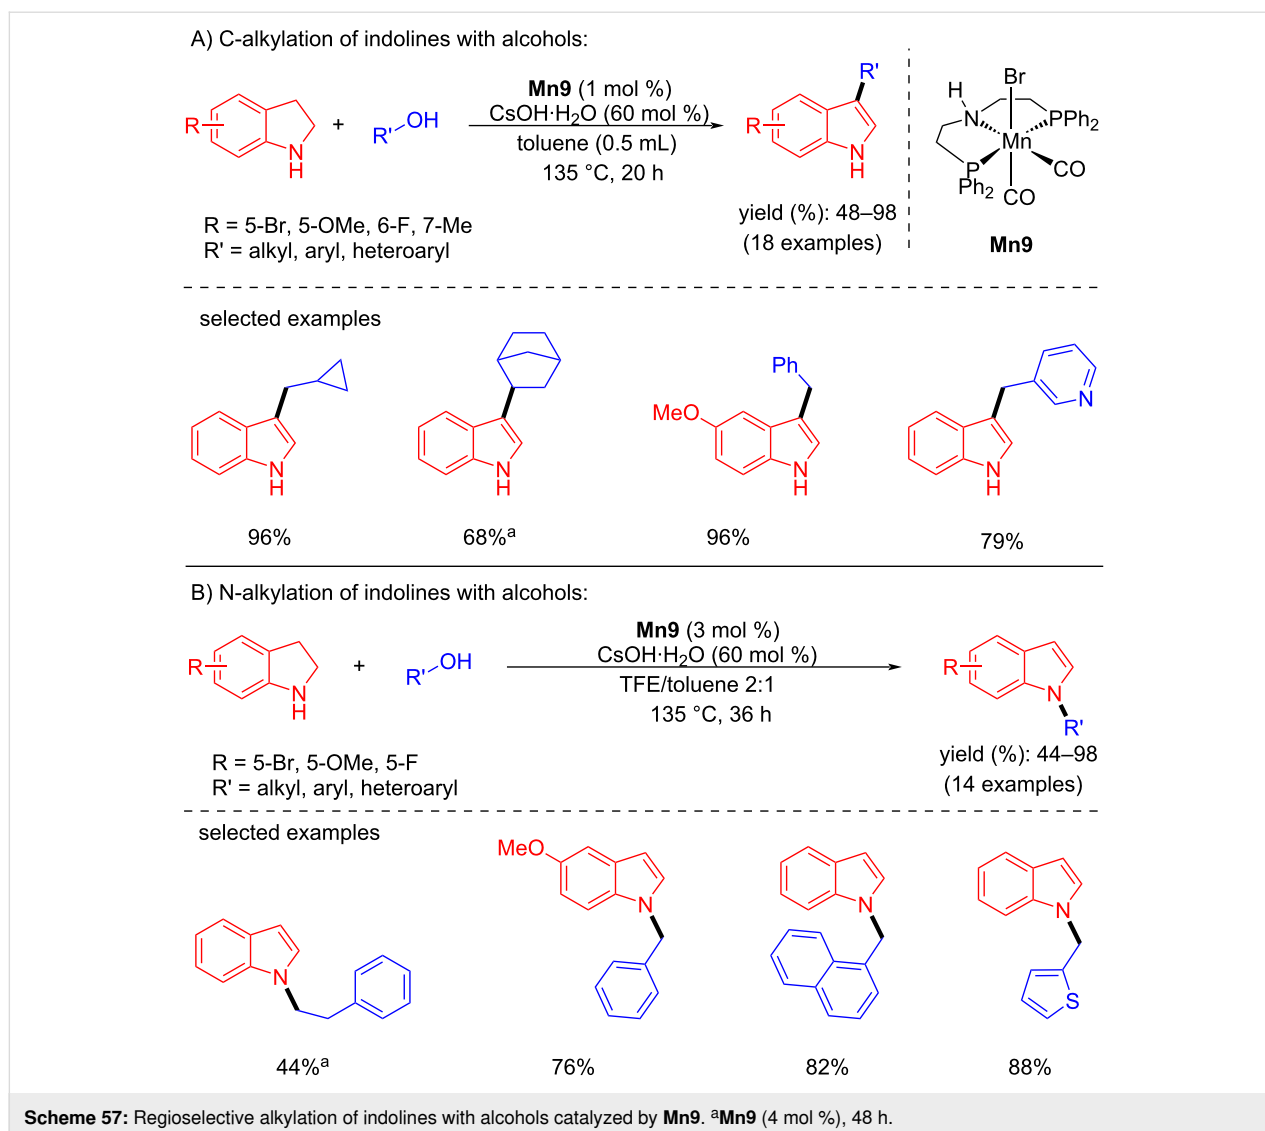 A) C-alkylation of indolines with alcohols:
R
N
H
+
R'
OH
Mn9 (1 mol %)
CsOH·H2O (60 mol %)
toluene (0.5 mL)
135 °C, 20 h
R'
R
N
H
H
N
Br
PPh2
Mn
P
Ph2
CO
CO
Mn9
R = 5-Br, 5-OMe, 6-F, 7-Me
R' = alkyl, aryl, heteroaryl
yield (%): 48–98
(18 examples)
selected examples
N
H
96%
N
H
68%a
Ph
MeO
N
H
96%
N
N
H
79%
B) N-alkylation of indolines with alcohols:
R
N
H
+
R'
OH
Mn9 (3 mol %)
CsOH·H2O (60 mol %)
TFE/toluene 2:1
135 °C, 36 h
R
N
R'
R = 5-Br, 5-OMe, 5-F
R' = alkyl, aryl, heteroaryl
yield (%): 44–98
(14 examples)
selected examples
N
44%a
MeO
N
76%
N
82%
N
S
88%
Scheme 57: Regioselective alkylation of indolines with alcohols catalyzed by Mn9. aMn9 (4 mol %), 48 h.